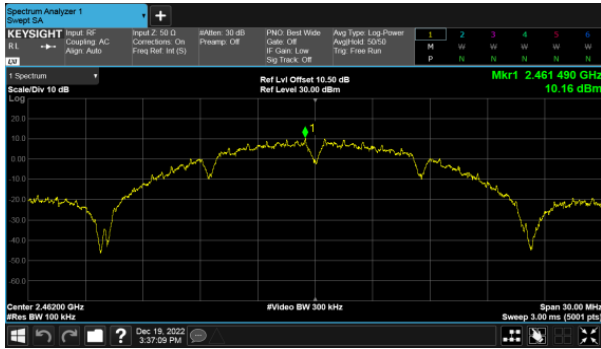 Spectrum Analyzer 1
Swept SA
KEYSIGHT Input: RF Input Z: 50 Ω #Atten: 30 dB PNO: Best Wide Avg Type: Log-Power 1 2 3 4 5 6
RL Coupling: AC Corrections: On Preamp: Off Gate: Off Avg|Hold: 50/50 M W W W W W
Align: Auto Freq Ref: Int (S) IF Gain: Low Trig: Free Run
Sig Track: Off P N N N N N
LXI
1 Spectrum Ref Lvl Offset 10.50 dB Mkr1 2.461 490 GHz
Scale/Div 10 dB Ref Level 30.00 dBm 10.16 dBm
Log
20.0
10.0
1
0.00
-10.0
-20.0
-30.0
-40.0
-50.0
-60.0
Center 2.46200 GHz #Video BW 300 kHz Span 30.00 MHz
#Res BW 100 kHz Sweep 3.00 ms (5001 pts)
? Dec 19, 2022
3:37:09 PM